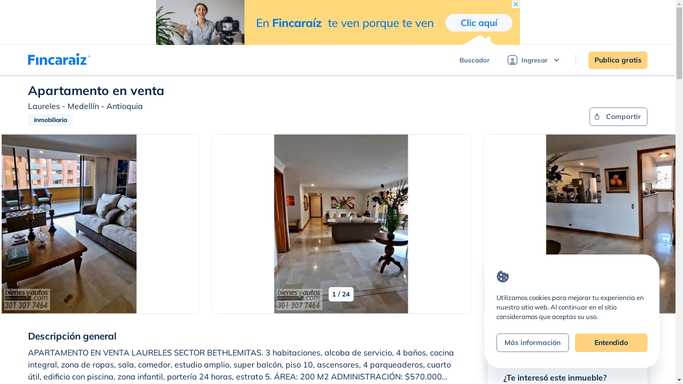 En Fincaraíz te ven porque te ven
Clic aquí
Fincaraiz
Buscador
Ingresar
Publica gratis
Apartamento en venta
Laureles - Medellín - Antioquia
Inmobiliaria
Compartir
bienesyautos
.com
301 307 7464
bienesyautos
.com
301 307 7464
1 / 24
Utilizamos cookies para mejorar tu experiencia en
nuestro sitio web. Al continuar en el sitio
consideramos que aceptas su uso.
Más información
Entendido
Descripción general
APARTAMENTO EN VENTA LAURELES SECTOR BETHLEMITAS. 3 habitaciones, alcoba de servicio, 4 baños, cocina
integral, zona de ropas, sala, comedor, estudio amplio, super balcón, piso 10, ascensores, 4 parqueaderos, cuarto
útil, edificio con piscina, zona infantil, portería 24 horas, estrato 5. ÁREA: 200 M2 ADMINISTRACIÓN: $570.000...
¿Te interesó este inmueble?